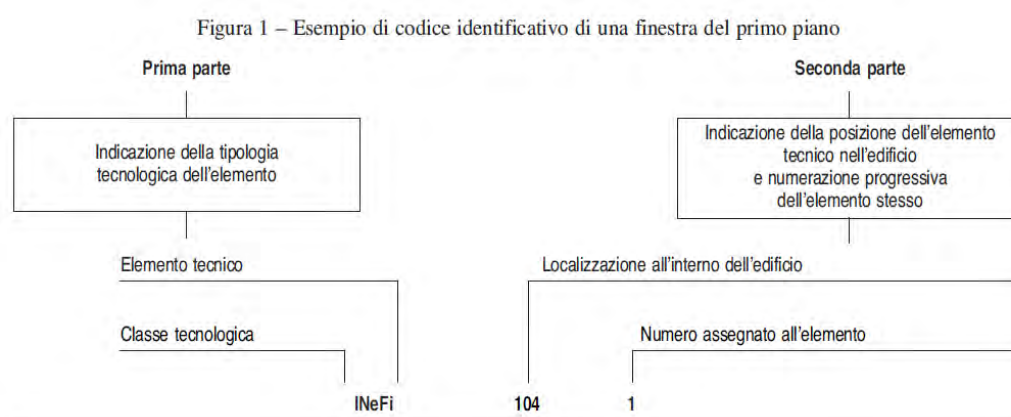 Figura 1 – Esempio di codice identificativo di una finestra del primo piano
Prima parte
Seconda parte
Indicazione della tipologia
tecnologica dell'elemento
Indicazione della posizione dell'elemento
tecnico nell'edificio
e numerazione progressiva
dell'elemento stesso
Elemento tecnico
Localizzazione all'interno dell'edificio
Classe tecnologica
Numero assegnato all'elemento
INeFi 104 1